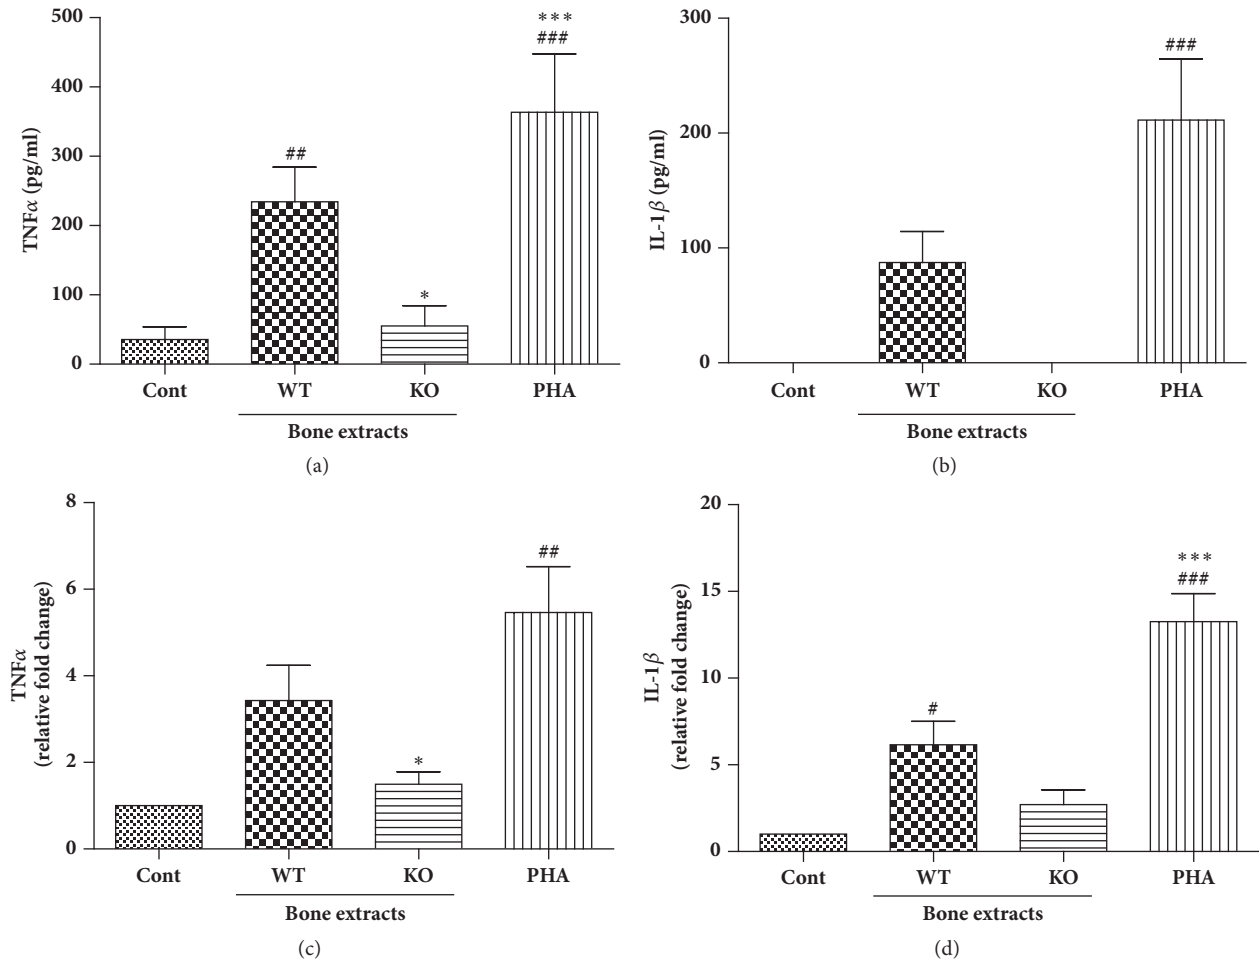 500
400
300
200
100
0
TNFα (pg/ml)
##
*
***
###
Cont
WT
KO
PHA
Bone extracts
(a)
300
200
100
0
IL-1β (pg/ml)
###
Cont
WT
KO
PHA
Bone extracts
(b)
8
6
4
2
0
TNFα
(relative fold change)
*
##
Cont
WT
KO
PHA
Bone extracts
(c)
20
15
10
5
0
IL-1β
(relative fold change)
#
***
###
Cont
WT
KO
PHA
Bone extracts
(d)